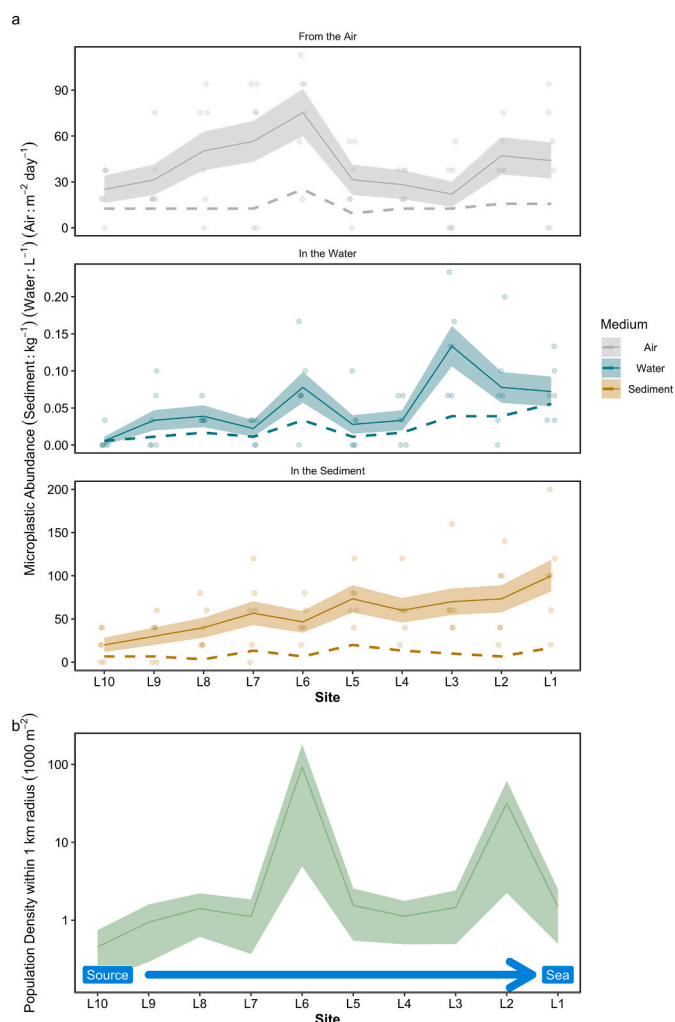 a
From the Air
90
60
30
0
In the Water
0.20
0.15
0.10
0.05
0.00
In the Sediment
200
150
100
50
0
L10 L9 L8 L7 L6 L5 L4 L3 L2 L1
Site
Microplastic Abundance (Sediment: kg⁻¹) (Water: L⁻¹) (Air: m⁻² day⁻¹)
Medium
Air
Water
Sediment
b
100
10
1
Source
Sea
L10 L9 L8 L7 L6 L5 L4 L3 L2 L1
Site
Population Density within 1 km radius (1000 m⁻²)